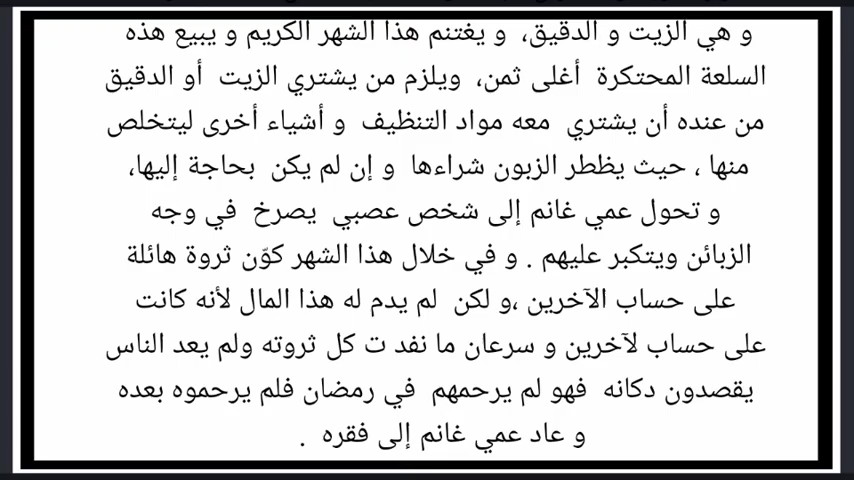 و هي الزيت و الدقيق، و يغتنم هذا الشهر الكريم و يبيع هذه
السلعة المحتكرة أغلى ثمن، ويلزم من يشتري الزيت أو الدقيق
من عنده أن يشتري معه مواد التنظيف و أشياء أخرى ليتخلص
منها ، حيث يظطر الزبون شراءها و إن لم يكن بحاجة إليها،
و تحول عمي غانم إلى شخص عصبي يصرخ في وجه
الزبائن ويتكبر عليهم . و في خلال هذا الشهر كوّن ثروة هائلة
على حساب الآخرين ،و لكن لم يدم له هذا المال لأنه كانت
على حساب لآخرين و سرعان ما نفد ت كل ثروته ولم يعد الناس
يقصدون دكانه فهو لم يرحمهم في رمضان فلم يرحموه بعده
و عاد عمي غانم إلى فقره .